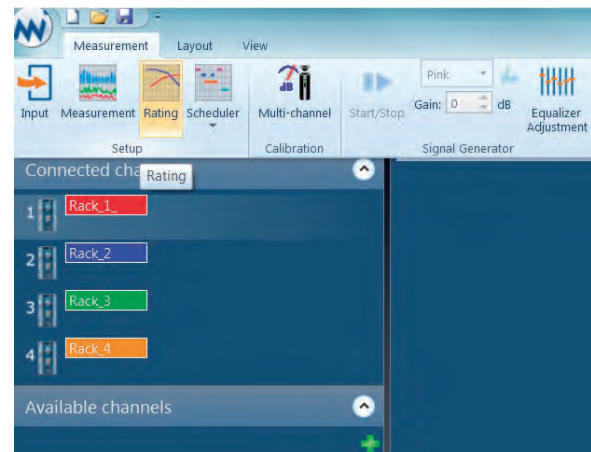 Measurement Layout View
Pink
Gain: 0 dB
Input Measurement Rating Scheduler Multi-channel Start/Stop Equalizer Adjustment
dB
Setup Calibration Signal Generator
Connected cha
Rating
1 Rack_1_
2 Rack_2
3 Rack_3
4 Rack_4
Available channels